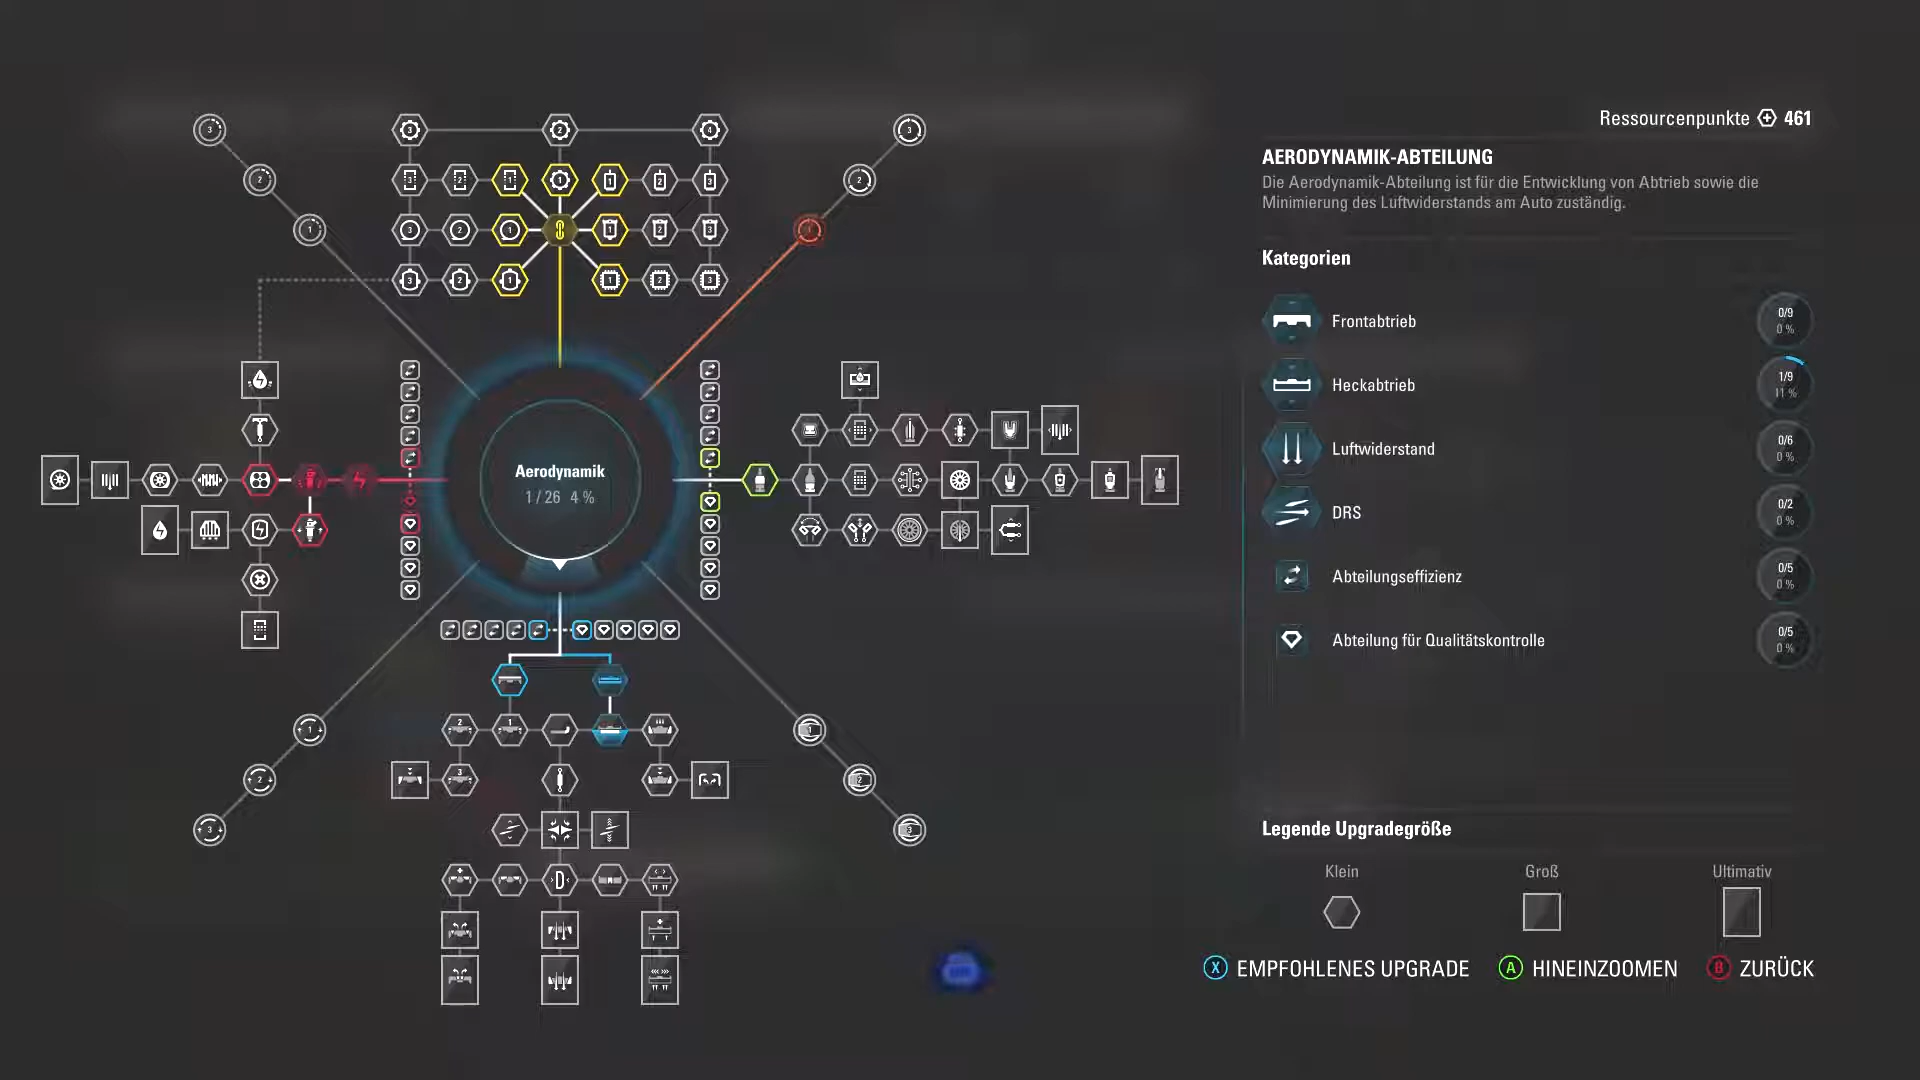 Ressourcenpunkte 461
AERODYNAMIK-ABTEILUNG
Die Aerodynamik-Abteilung ist für die Entwicklung von Abtrieb sowie die
Minimierung des Luftwiderstands am Auto zuständig.
Kategorien
Frontabtrieb 0/9
0 %
Heckabtrieb 1/9
11 %
Luftwiderstand 0/6
0 %
DRS 0/2
0 %
Abteilungseffizienz 0/5
0 %
Abteilung für Qualitätskontrolle 0/5
0 %
Aerodynamik
1 / 26 4 %
Legende Upgradegröße
Klein Groß Ultimativ
X EMPFOHLENES UPGRADE A HINEINZOOMEN B ZURÜCK